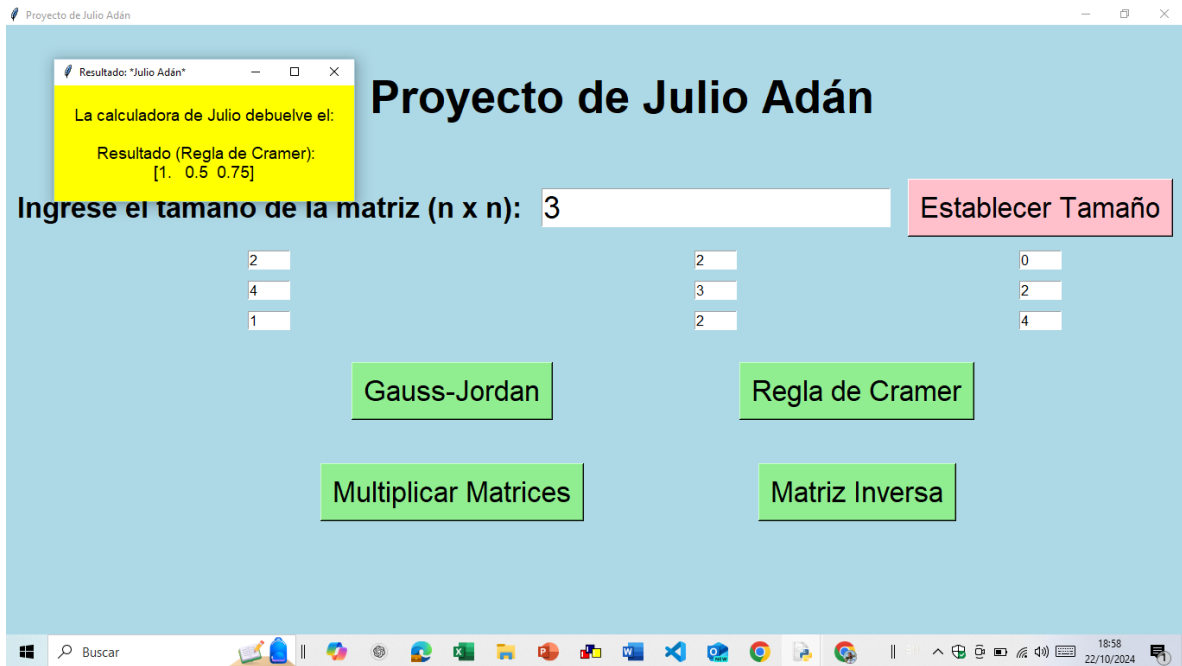 Proyecto de Julio Adán
Resultado: *Julio Adán*
La calculadora de Julio debuelve el:
Resultado (Regla de Cramer):
[1. 0.5 0.75]
Proyecto de Julio Adán
Ingrese el tamaño de la matriz (n x n): 3 Establecer Tamaño
2 2 0
4 3 2
1 2 4
Gauss-Jordan Regla de Cramer
Multiplicar Matrices Matriz Inversa
Buscar
18:58
22/10/2024